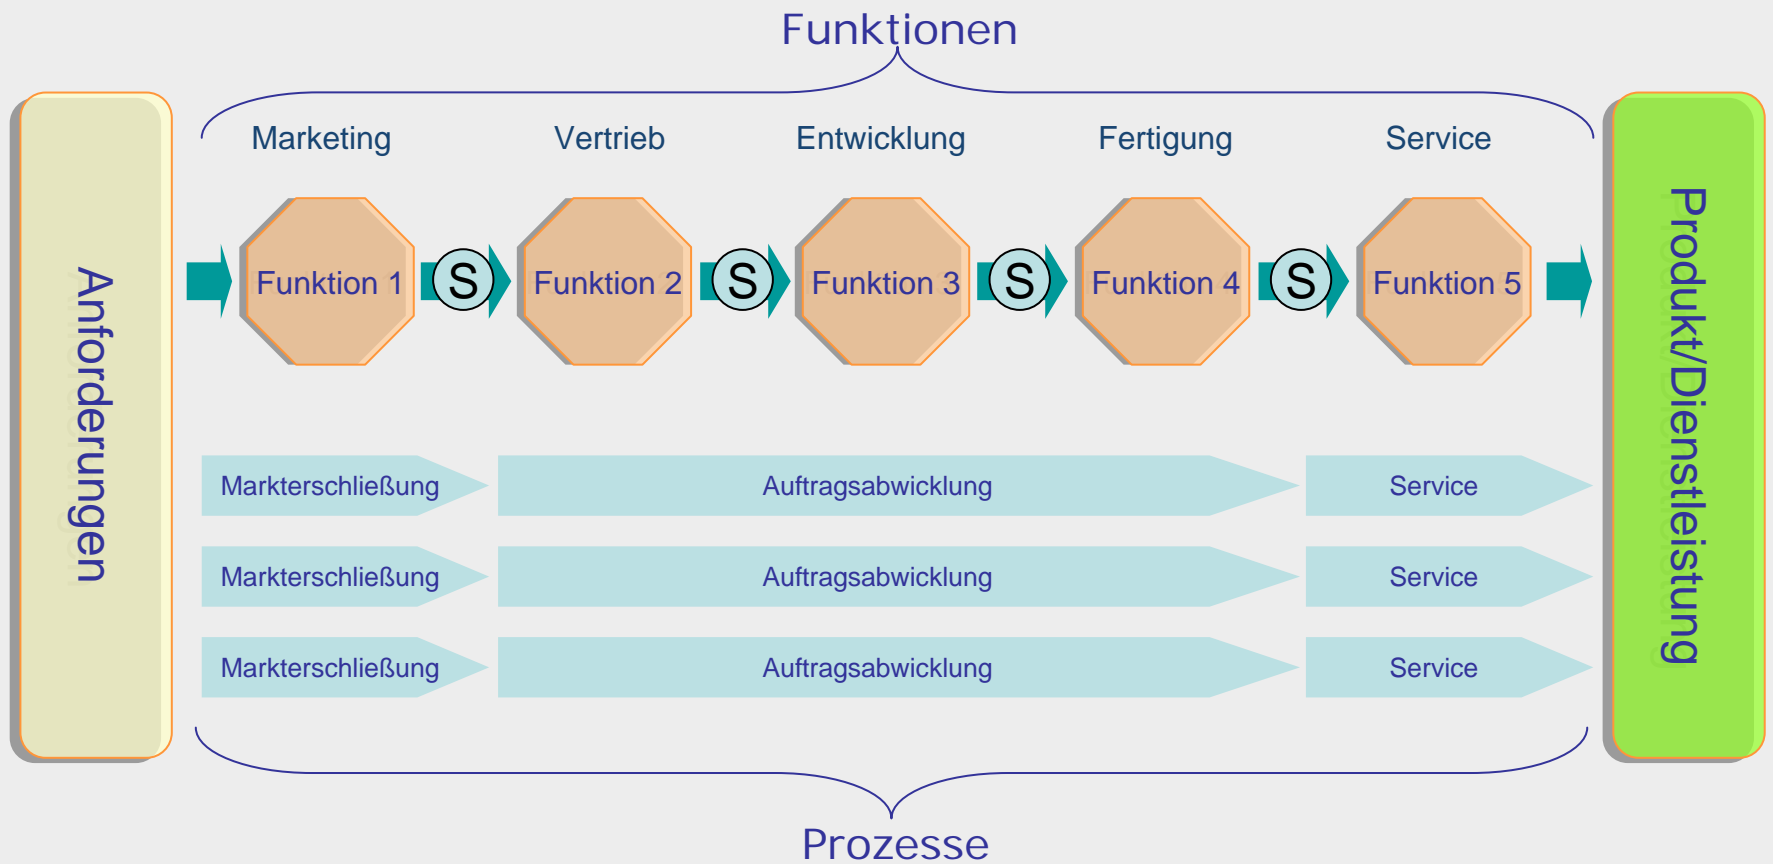 Funktionen
Marketing Vertrieb Entwicklung Fertigung Service
Anforderungen
Funktion 1 S Funktion 2 S Funktion 3 S Funktion 4 S Funktion 5
Produkt/Dienstleistung
Markterschließung Auftragsabwicklung Service
Markterschließung Auftragsabwicklung Service
Markterschließung Auftragsabwicklung Service
Prozesse